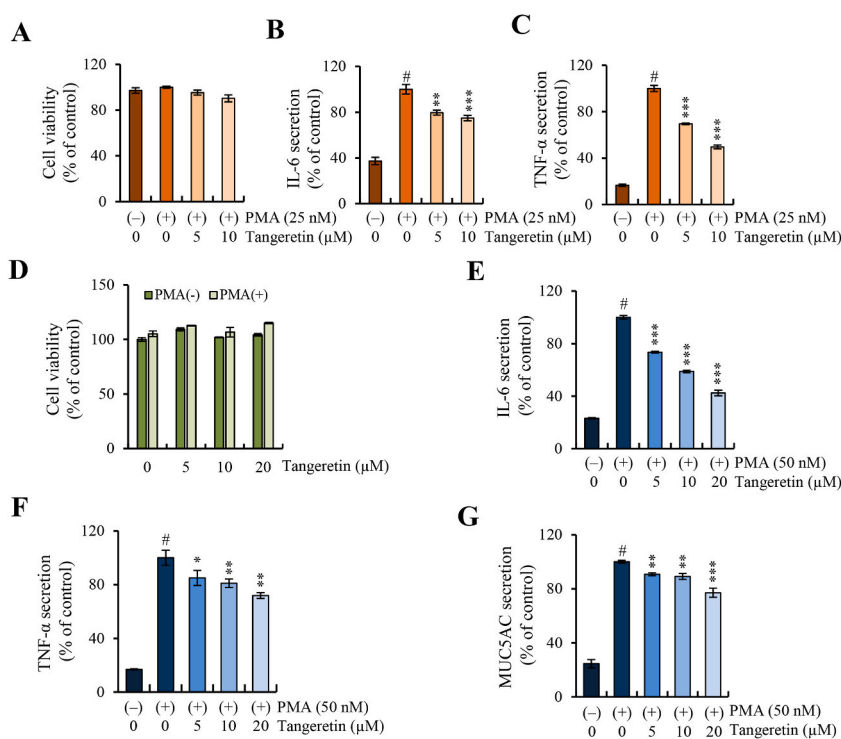 A
Cell viability
(% of control)
120
80
40
0
(–) (+) (+) (+) PMA (25 nM)
0 0 5 10 Tangeretin (µM)
B
IL-6 secretion
(% of control)
120
80
40
0
#
**
***
(–) (+) (+) (+) PMA (25 nM)
0 0 5 10 Tangeretin (µM)
C
TNF-α secretion
(% of control)
120
80
40
0
#
***
***
(–) (+) (+) (+) PMA (25 nM)
0 0 5 10 Tangeretin (µM)
D
Cell viability
(% of control)
150
100
50
0
PMA(-) PMA(+)
0 5 10 20 Tangeretin (µM)
E
IL-6 secretion
(% of control)
120
80
40
0
#
***
***
***
(–) (+) (+) (+) (+) PMA (50 nM)
0 0 5 10 20 Tangeretin (µM)
F
TNF-α secretion
(% of control)
120
80
40
0
#
*
**
**
(–) (+) (+) (+) (+) PMA (50 nM)
0 0 5 10 20 Tangeretin (µM)
G
MUC5AC secretion
(% of control)
120
80
40
0
#
**
**
***
(–) (+) (+) (+) (+) PMA (50 nM)
0 0 5 10 20 Tangeretin (µM)